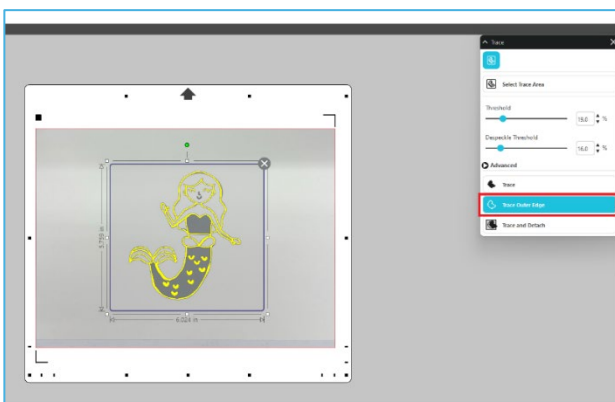 Trace
Select Trace Area
Threshold
15.0 %
Despeckle Threshold
16.0 %
Advanced
Trace
Trace Outer Edge
Trace and Detach
6.024 in